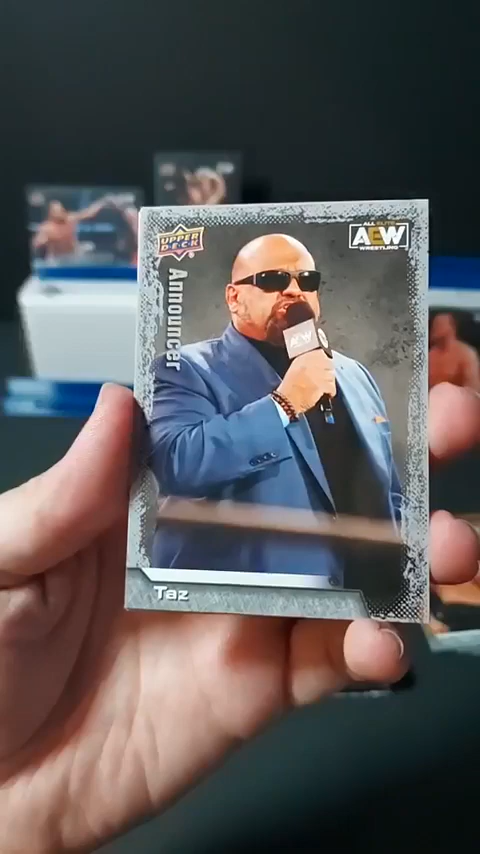 UPPER
DECK
ALL ELITE
AEW
WRESTLING
Announcer
AEW
Taz